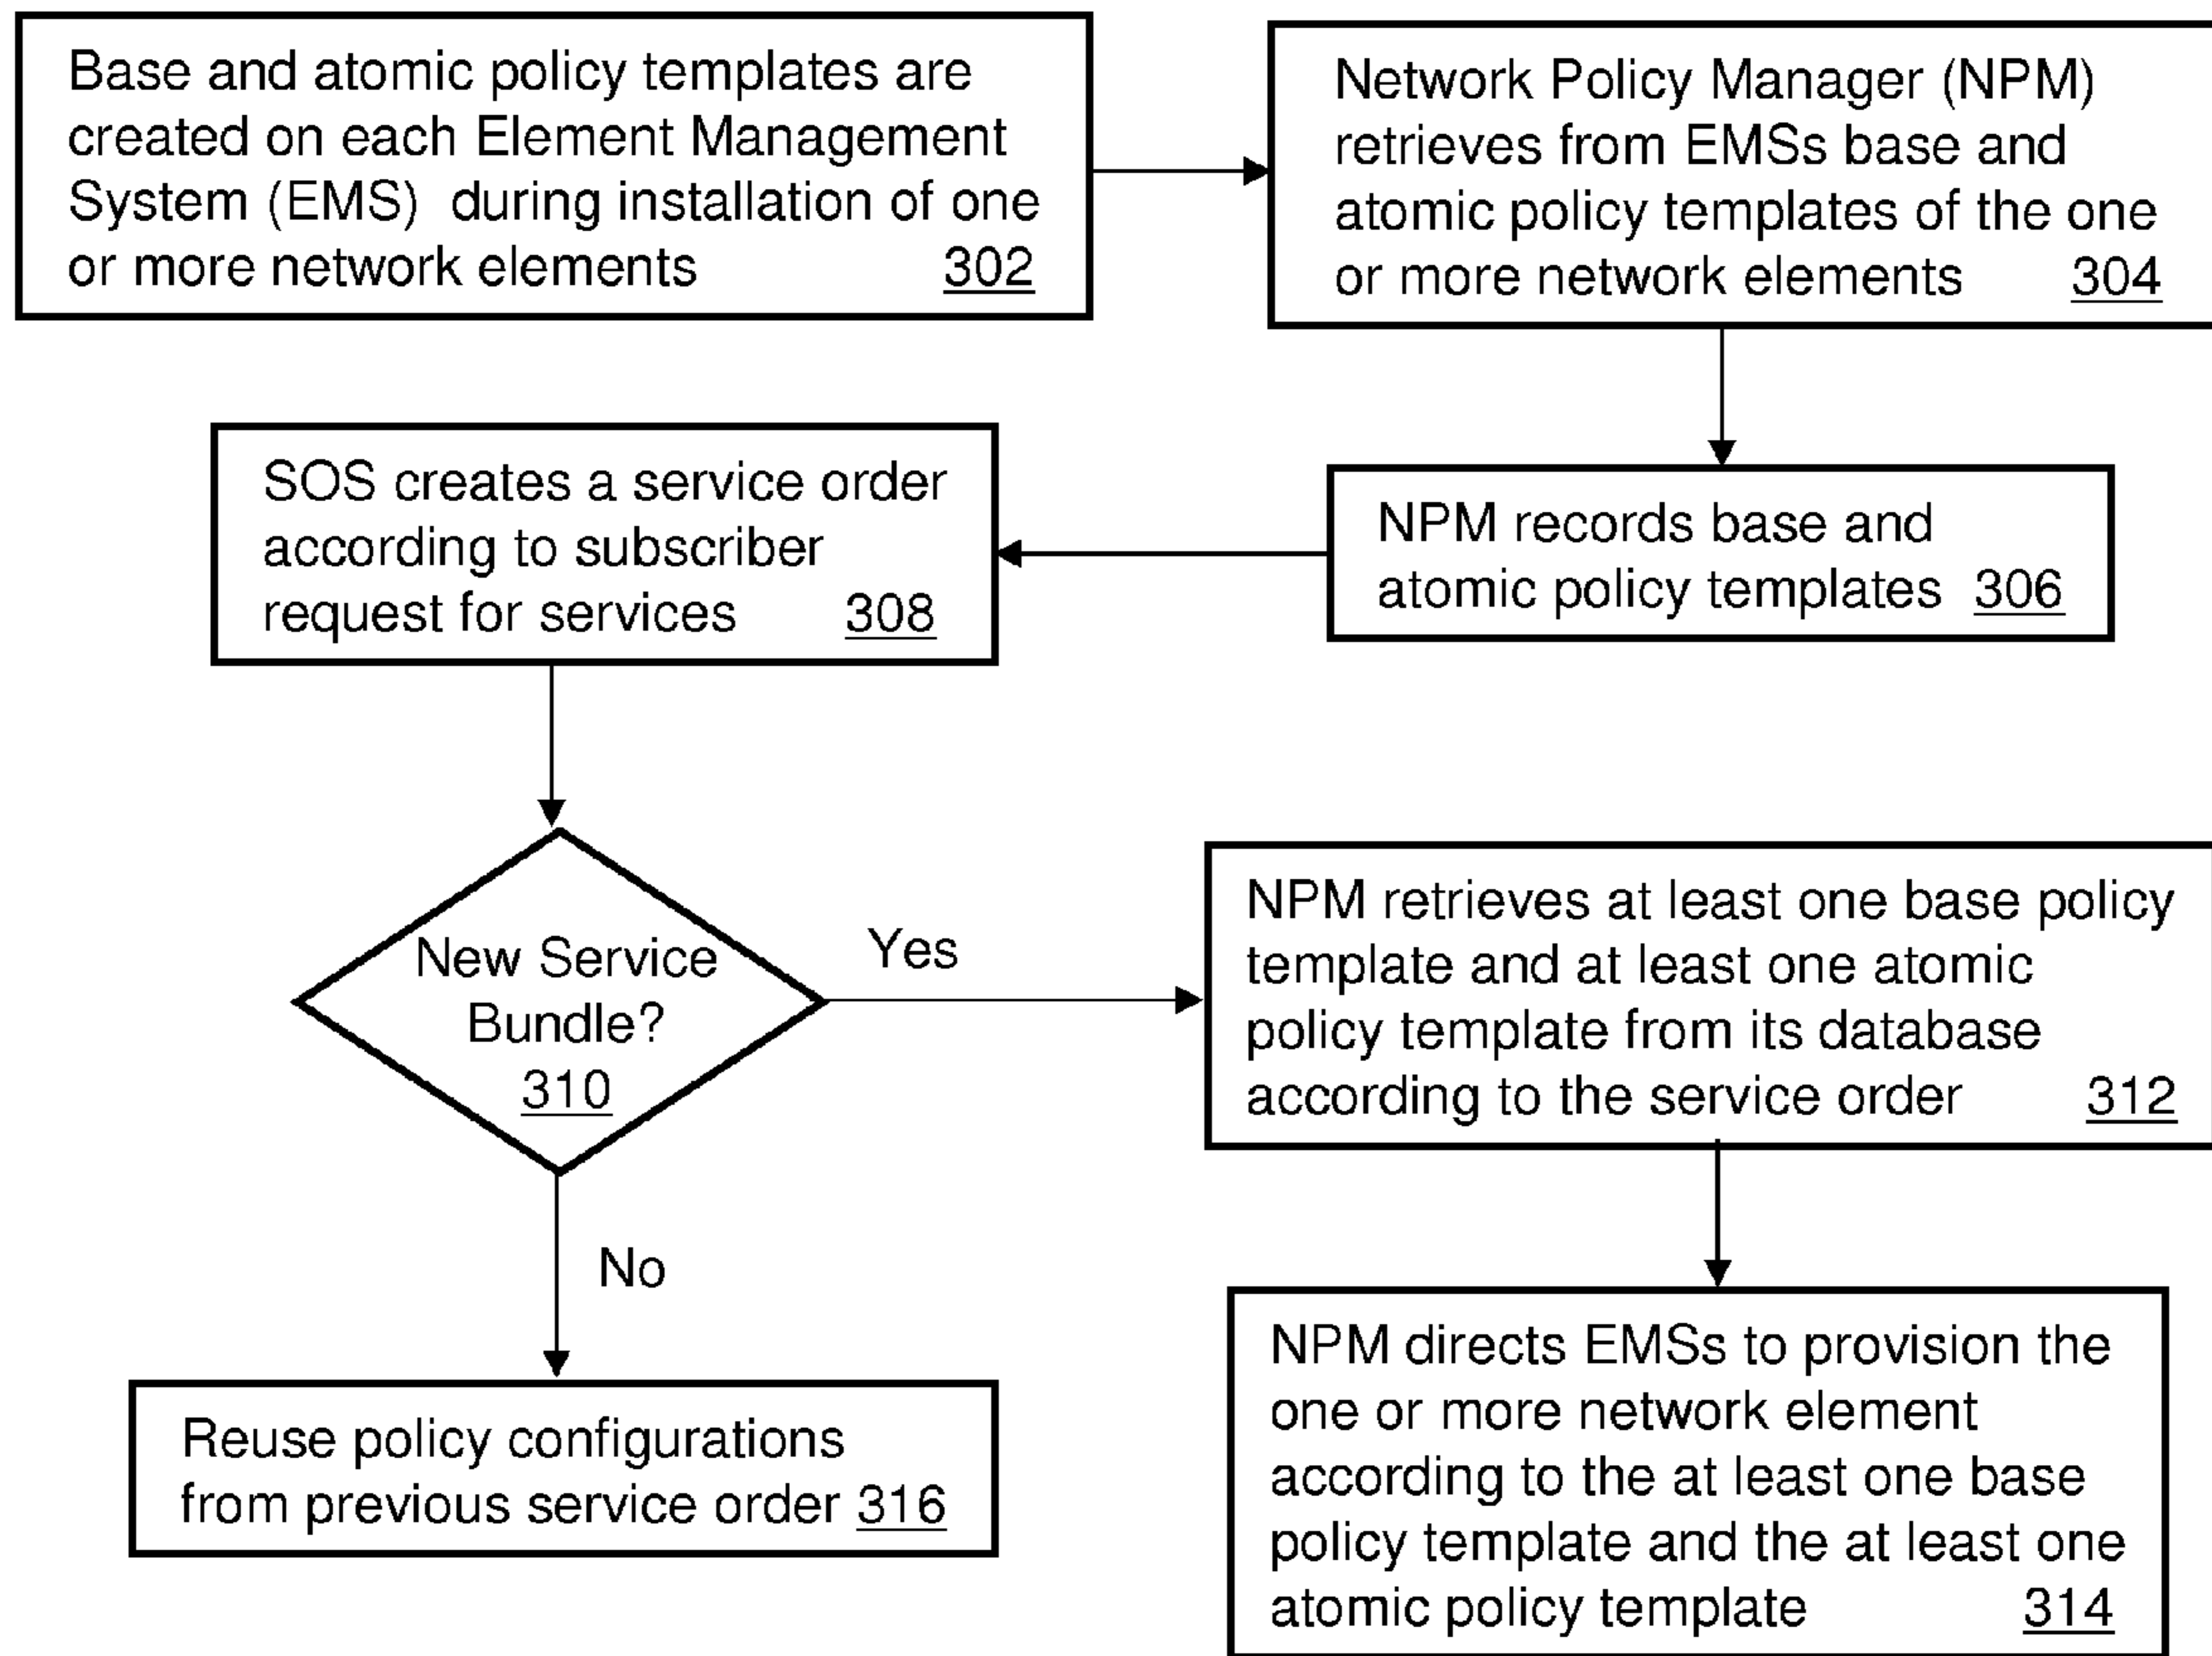 Base and atomic policy templates are
created on each Element Management
System (EMS) during installation of one
or more network elements 302
Network Policy Manager (NPM)
retrieves from EMSs base and
atomic policy templates of the one
or more network elements 304
NPM records base and
atomic policy templates 306
SOS creates a service order
according to subscriber
request for services 308
New Service
Bundle?
310
Yes
NPM retrieves at least one base policy
template and at least one atomic
policy template from its database
according to the service order 312
NPM directs EMSs to provision the
one or more network element
according to the at least one base
policy template and the at least one
atomic policy template 314
No
Reuse policy configurations
from previous service order 316